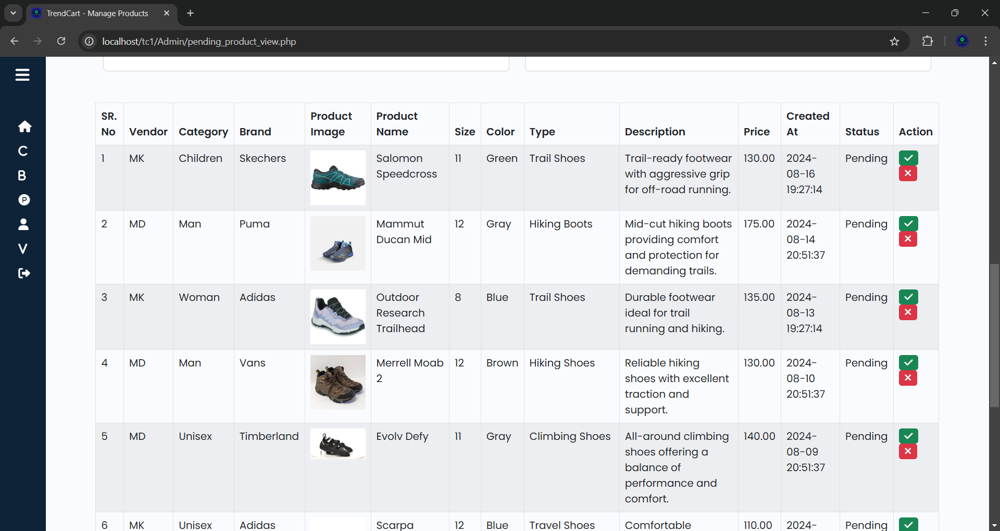 TrendCart - Manage Products
localhost/tc1/Admin/pending_product_view.php
C
B
P
V
SR. No Vendor Category Brand Product Image Product Name Size Color Type Description Price Created At Status Action
1 MK Children Skechers Salomon Speedcross 11 Green Trail Shoes Trail-ready footwear with aggressive grip for off-road running. 130.00 2024-08-16 19:27:14 Pending
2 MD Man Puma Mammut Ducan Mid 12 Gray Hiking Boots Mid-cut hiking boots providing comfort and protection for demanding trails. 175.00 2024-08-14 20:51:37 Pending
3 MK Woman Adidas Outdoor Research Trailhead 8 Blue Trail Shoes Durable footwear ideal for trail running and hiking. 135.00 2024-08-13 19:27:14 Pending
4 MD Man Vans Merrell Moab 2 12 Brown Hiking Shoes Reliable hiking shoes with excellent traction and support. 130.00 2024-08-10 20:51:37 Pending
5 MD Unisex Timberland Evolv Defy 11 Gray Climbing Shoes All-around climbing shoes offering a balance of performance and comfort. 140.00 2024-08-09 20:51:37 Pending
6 MK Unisex Adidas Scarpa 12 Blue Travel Shoes Comfortable 110.00 2024- Pending